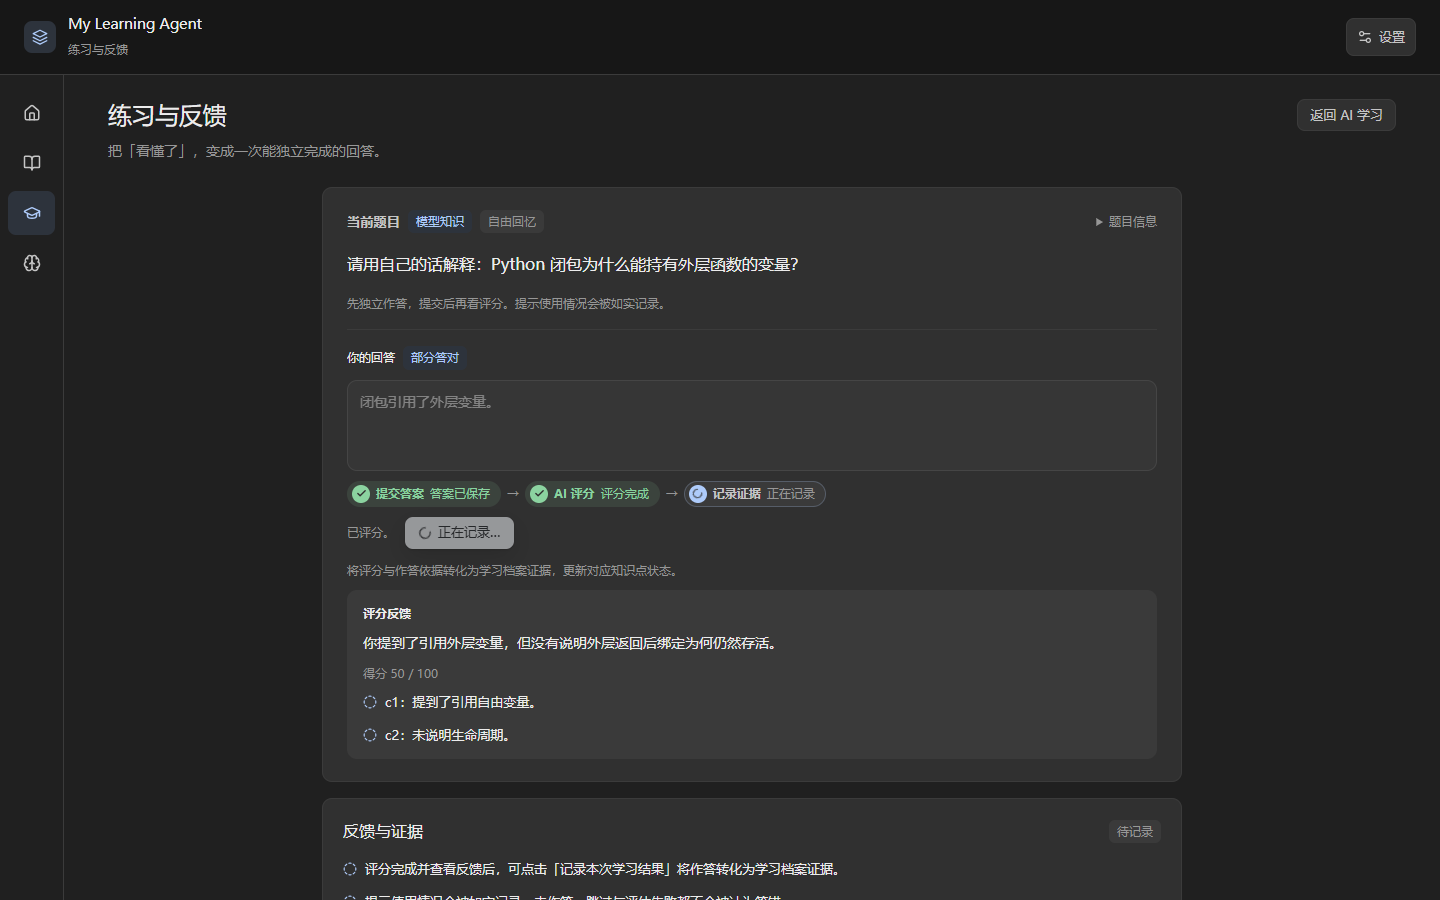 My Learning Agent
练习与反馈
设置
练习与反馈
返回 AI 学习
把「看懂了」，变成一次能独立完成的回答。
当前题目 模型知识 自由回忆
▶ 题目信息
请用自己的话解释：Python 闭包为什么能持有外层函数的变量？
先独立作答，提交后再看评分。提示使用情况会被如实记录。
你的回答 部分答对
闭包引用了外层变量。
提交答案 答案已保存 → AI 评分 评分完成 → 记录证据 正在记录
已评分。 正在记录...
将评分与作答依据转化为学习档案证据，更新对应知识点状态。
评分反馈
你提到了引用外层变量，但没有说明外层返回后绑定为何仍然存活。
得分 50 / 100
c1：提到了引用自由变量。
c2：未说明生命周期。
反馈与证据
待记录
评分完成并查看反馈后，可点击「记录本次学习结果」将作答转化为学习档案证据。